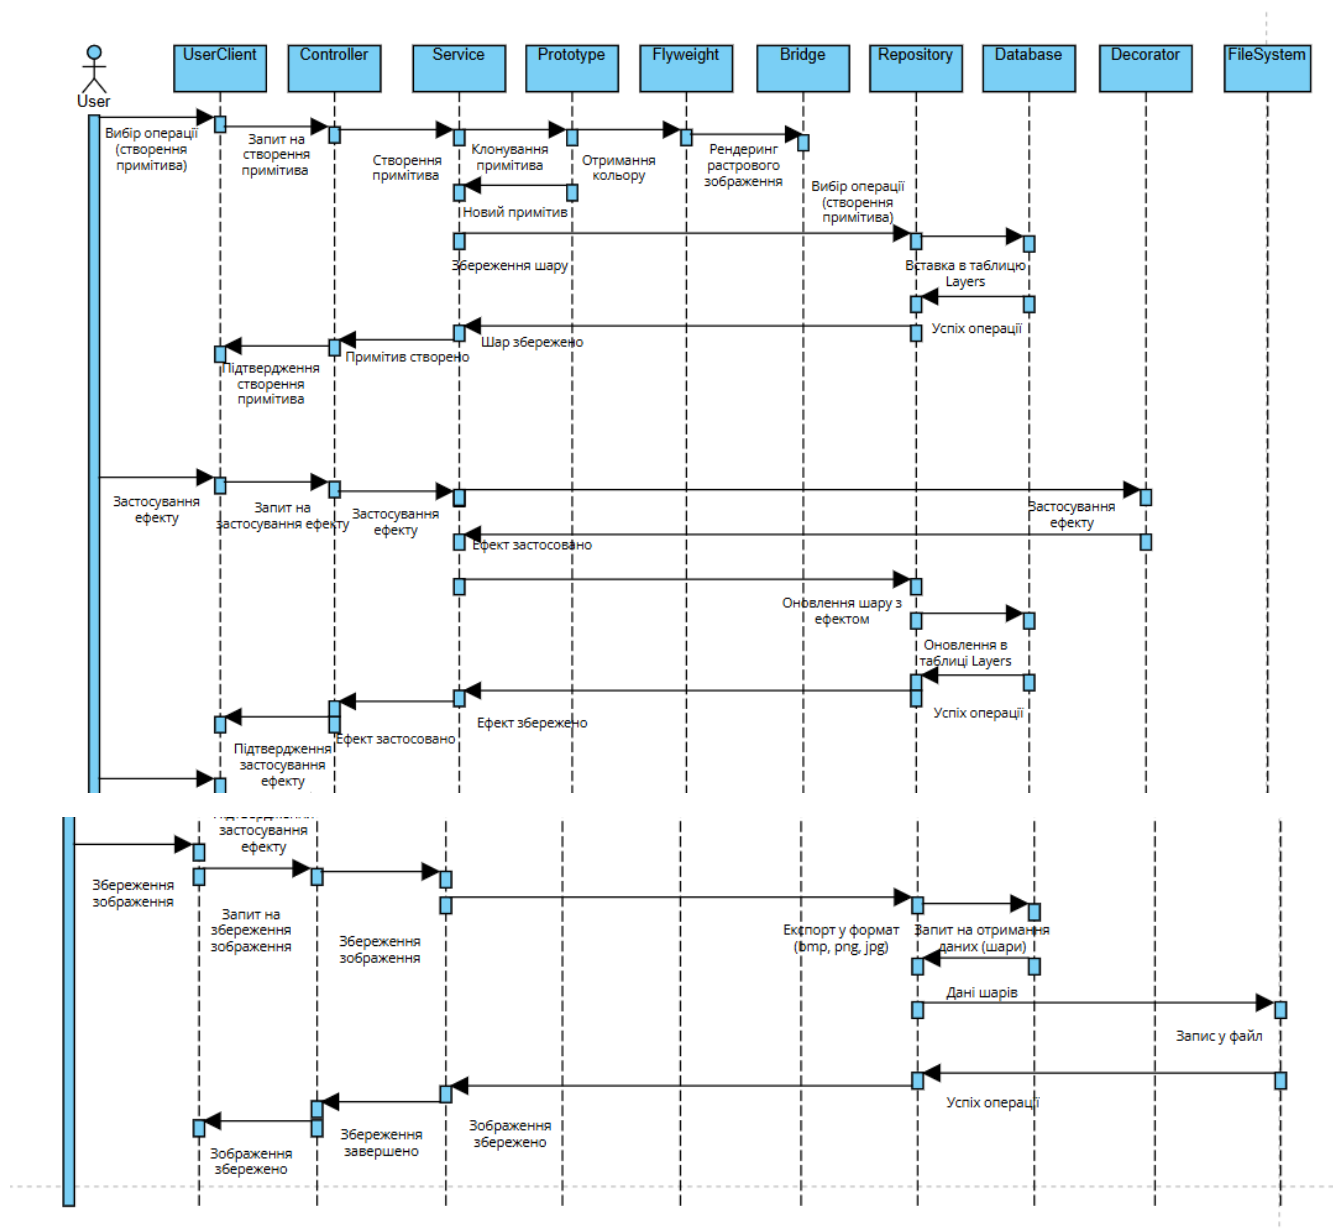 UserClient
Controller
Service
Prototype
Flyweight
Bridge
Repository
Database
Decorator
FileSystem
User
Вибір операції
(створення
примітива)
Запит на
створення
примітива
Створення
примітива
Клонування
примітива
Отримання
кольору
Рендеринг
растрового
зображення
Вибір операції
(створення
примітива)
Новий примітив
Збереження шару
Вставка в таблицю
Layers
Успіх операції
Шар збережено
Примітив створено
Підтвердження
створення
примітива
Застосування
ефекту
Запит на
застосування ефекту
Застосування
ефекту
Застосування
ефекту
Ефект застосовано
Оновлення шару з
ефектом
Оновлення в
таблиці Layers
Успіх операції
Ефект збережено
Ефект застосовано
Підтвердження
застосування
ефекту
застосування
ефекту
Збереження
зображення
Запит на
збереження
зображення
Збереження
зображення
Експорт у формат
(bmp, png, jpg)
Запит на отримання
даних (шари)
Дані шарів
Запис у файл
Успіх операції
Зображення
збережено
Збереження
завершено
Зображення
збережено